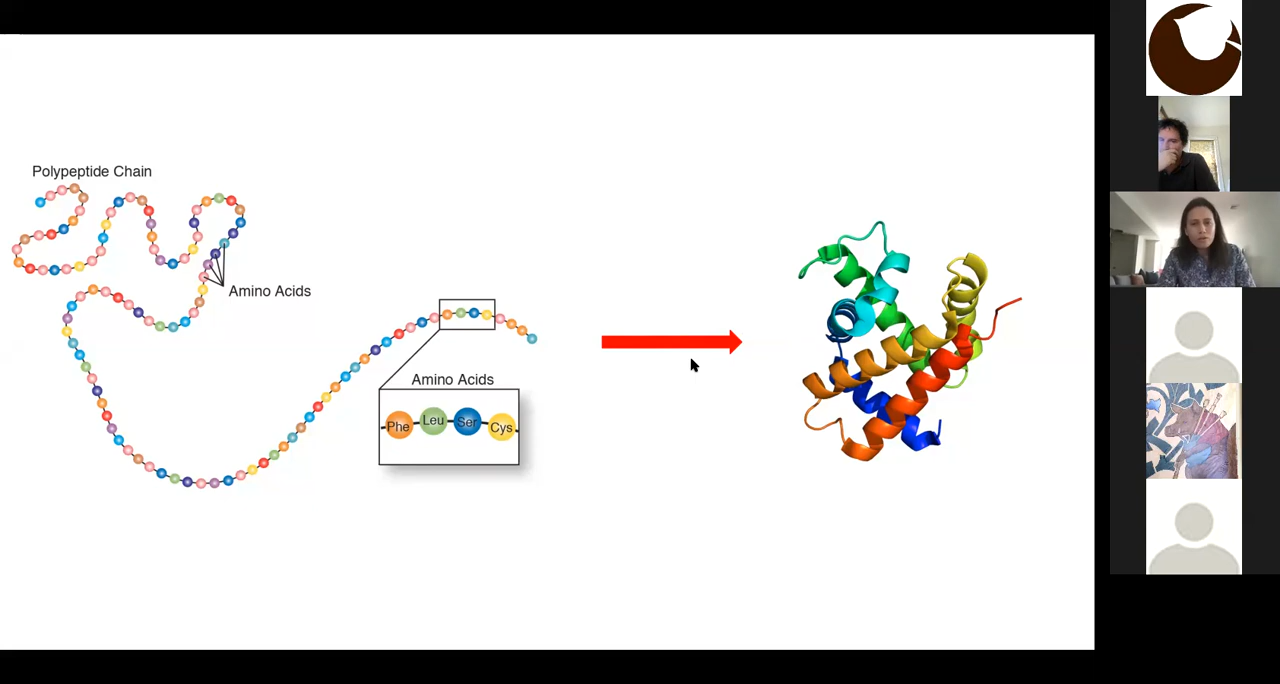 Polypeptide Chain
Amino Acids
Amino Acids
Phe Leu Ser Cys